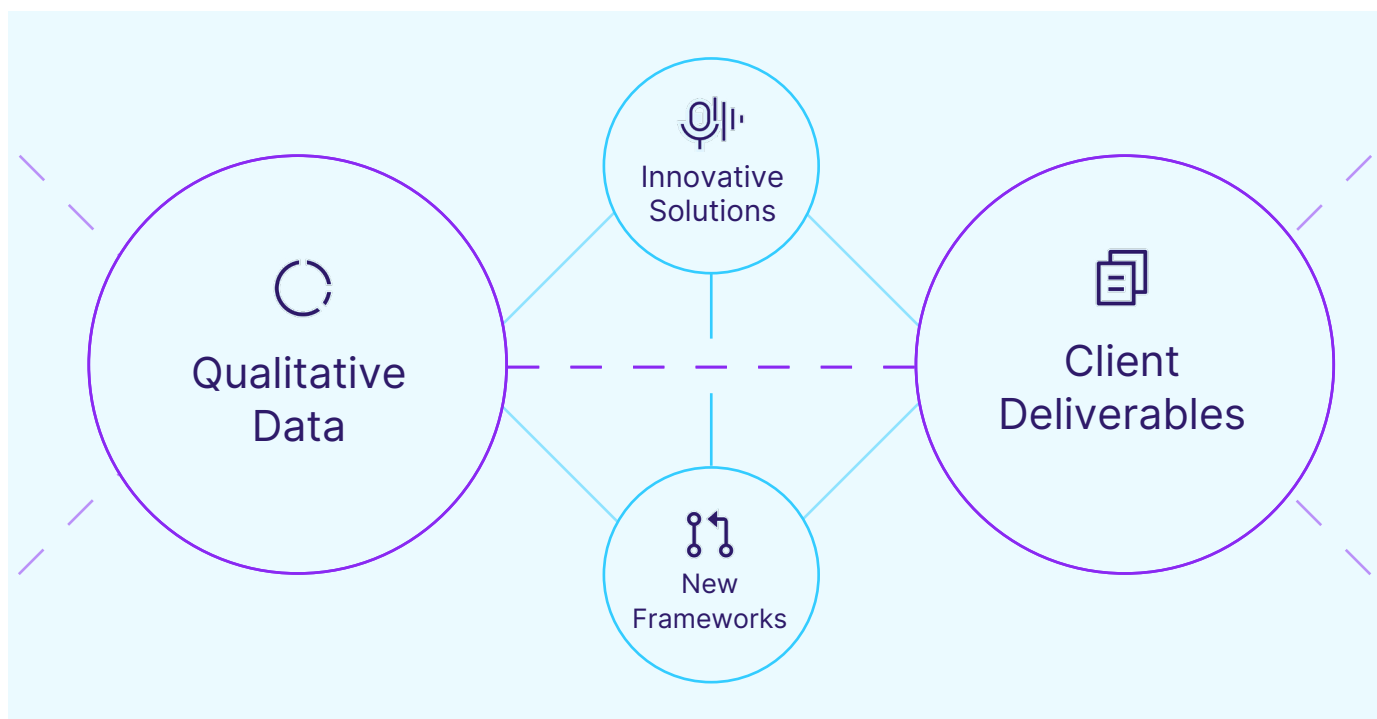 Innovative
Solutions
Qualitative
Data
Client
Deliverables
New
Frameworks